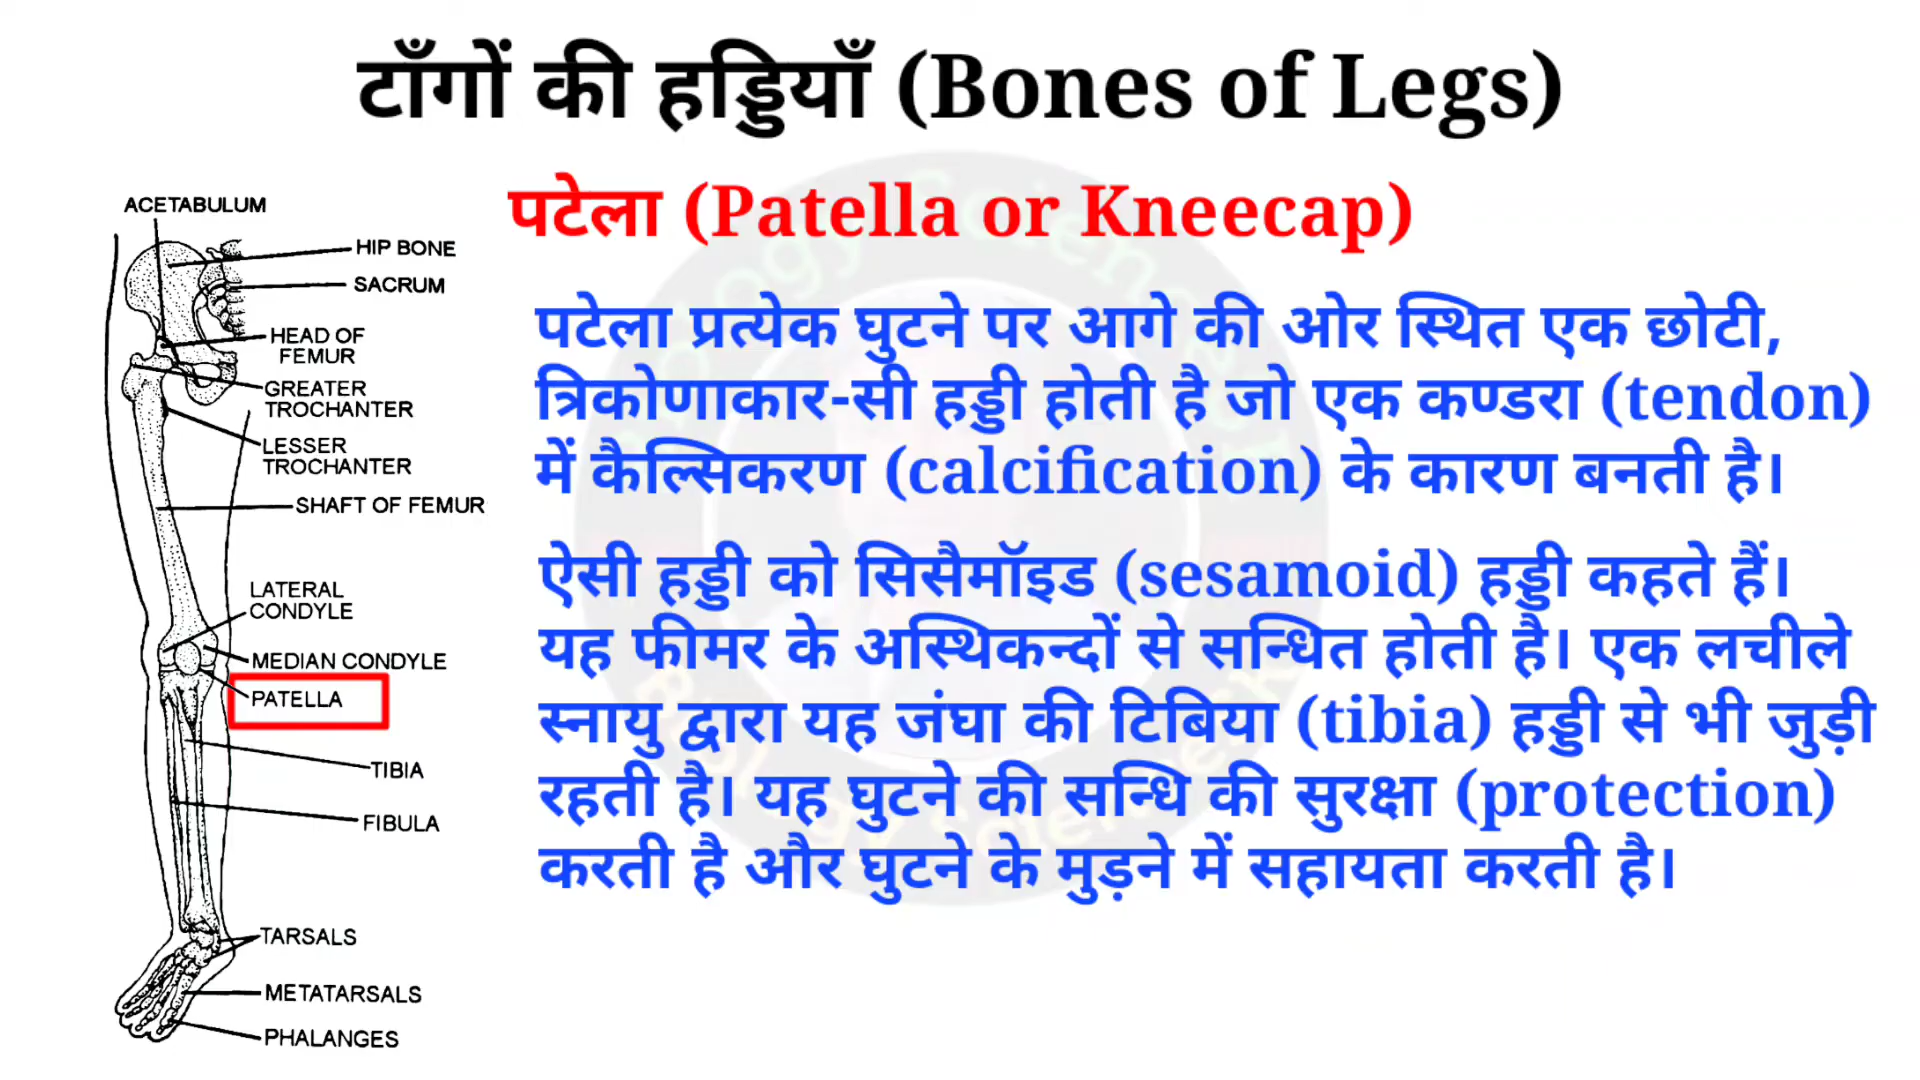 टाँगों की हड्डियाँ (Bones of Legs)
पटेला (Patella or Kneecap)
पटेला प्रत्येक घुटने पर आगे की ओर स्थित एक छोटी,
त्रिकोणाकार-सी हड्डी होती है जो एक कण्डरा (tendon)
में कैल्सिकरण (calcification) के कारण बनती है।
ऐसी हड्डी को सिसैमॉइड (sesamoid) हड्डी कहते हैं।
यह फीमर के अस्थिकन्दों से सन्धित होती है। एक लचीले
स्नायु द्वारा यह जंघा की टिबिया (tibia) हड्डी से भी जुड़ी
रहती है। यह घुटने की सन्धि की सुरक्षा (protection)
करती है और घुटने के मुड़ने में सहायता करती है।
ACETABULUM
HIP BONE
SACRUM
HEAD OF
FEMUR
GREATER
TROCHANTER
LESSER
TROCHANTER
SHAFT OF FEMUR
LATERAL
CONDYLE
MEDIAN CONDYLE
PATELLA
TIBIA
FIBULA
TARSALS
METATARSALS
PHALANGES